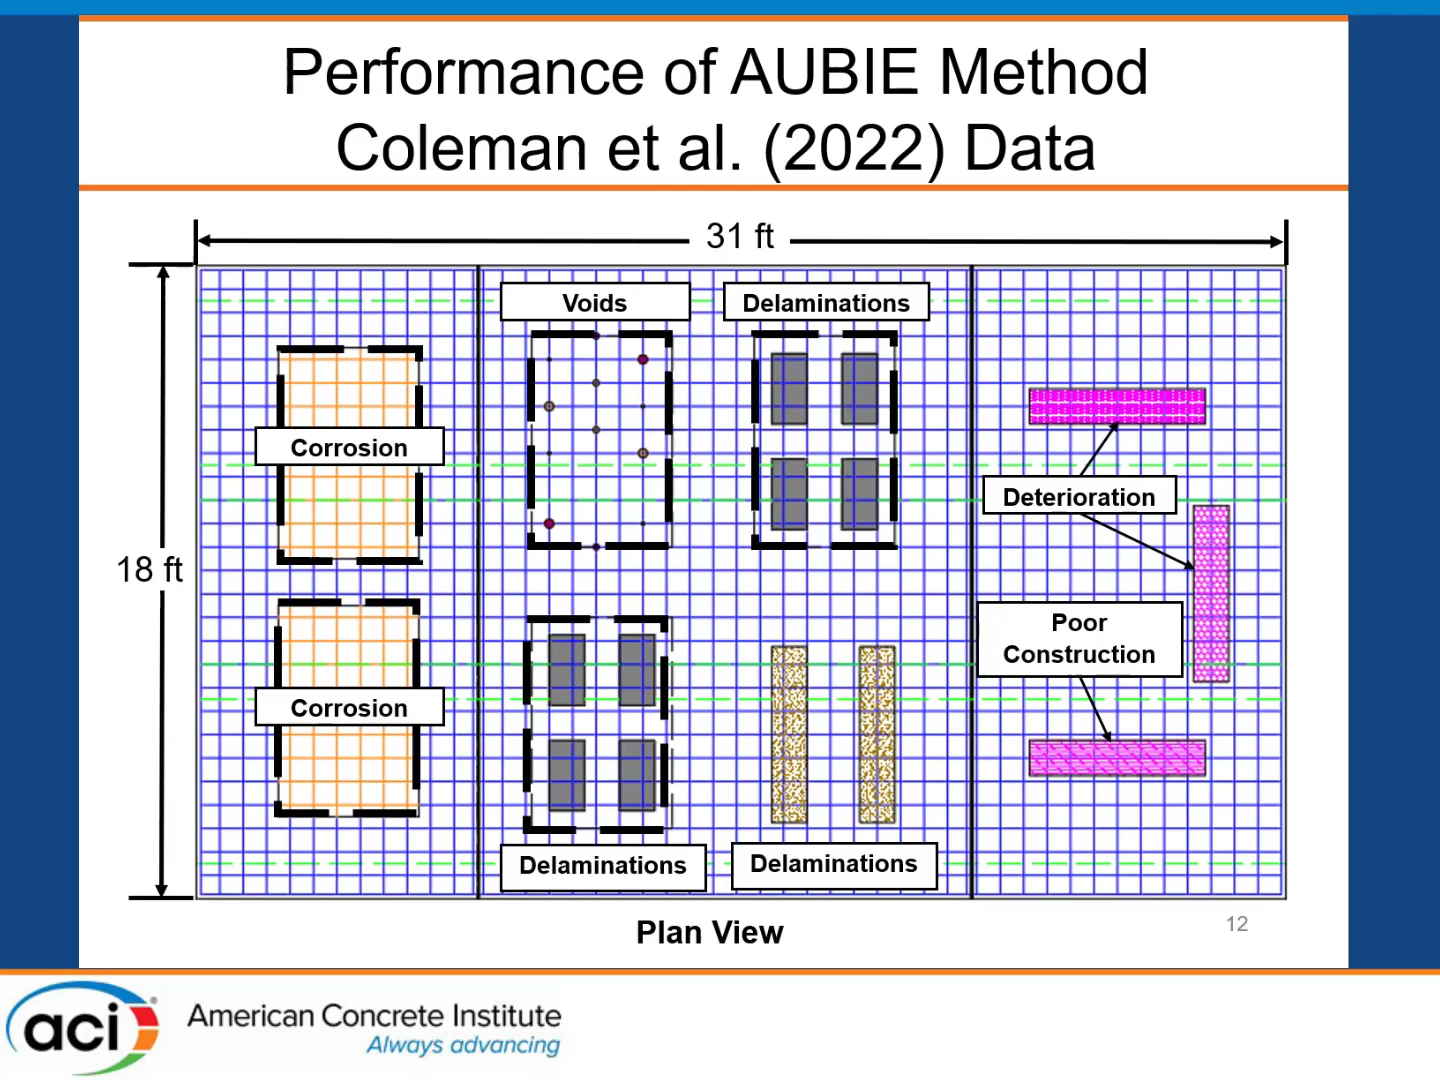 Performance of AUBIE Method
Coleman et al. (2022) Data
31 ft
Voids
Delaminations
Corrosion
Deterioration
18 ft
Poor
Construction
Corrosion
Delaminations
Delaminations
Plan View
12
aci
®
American Concrete Institute
Always advancing